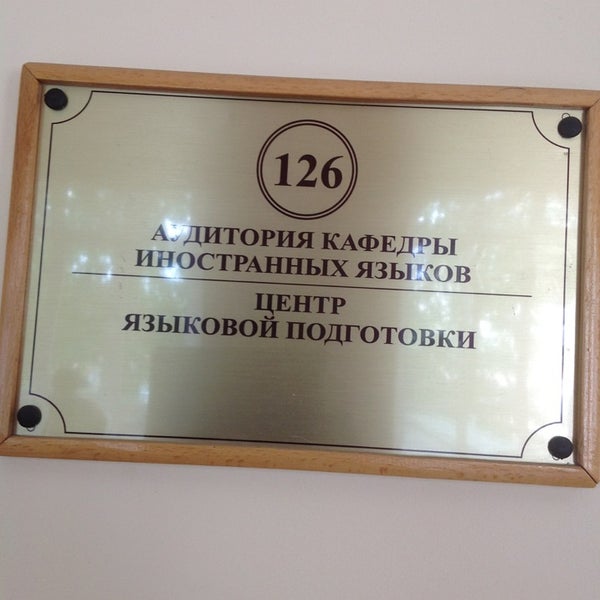 126
АУДИТОРИЯ КАФЕДРЫ
ИНОСТРАННЫХ ЯЗЫКОВ
ЦЕНТР
ЯЗЫКОВОЙ ПОДГОТОВКИ